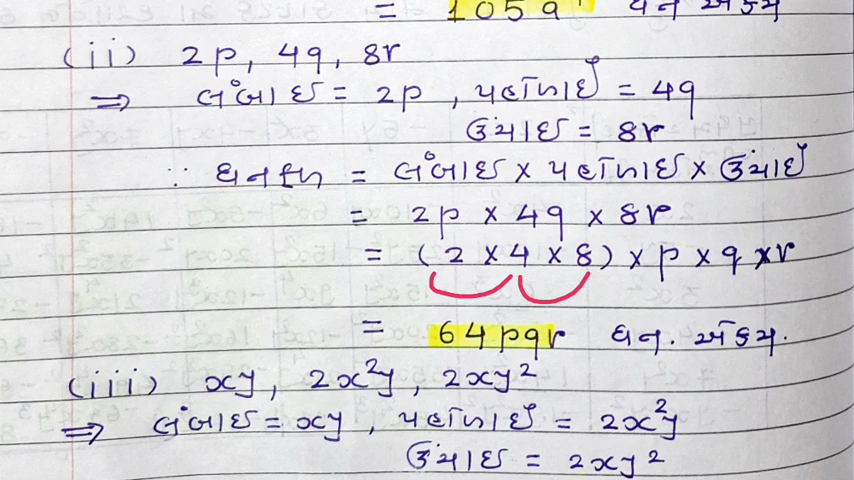 = 105a
(ii) 2p, 4q, 8r
⇒ લંબાઇ = 2p , પહોળાઈ = 4q
ઊંચાઇ = 8r
∵ ઘનફળ = લંબાઇ × પહોળાઇ × ઊંચાઈ
= 2p × 4q × 8r
= (2 × 4 × 8) × p × q × r
= 64pqr ઘન. એકમ.
(iii) xy, 2x²y, 2xy²
⇒ લંબાઇ = xy , પહોળાઈ = 2x²y
ઊંચાઇ = 2xy²